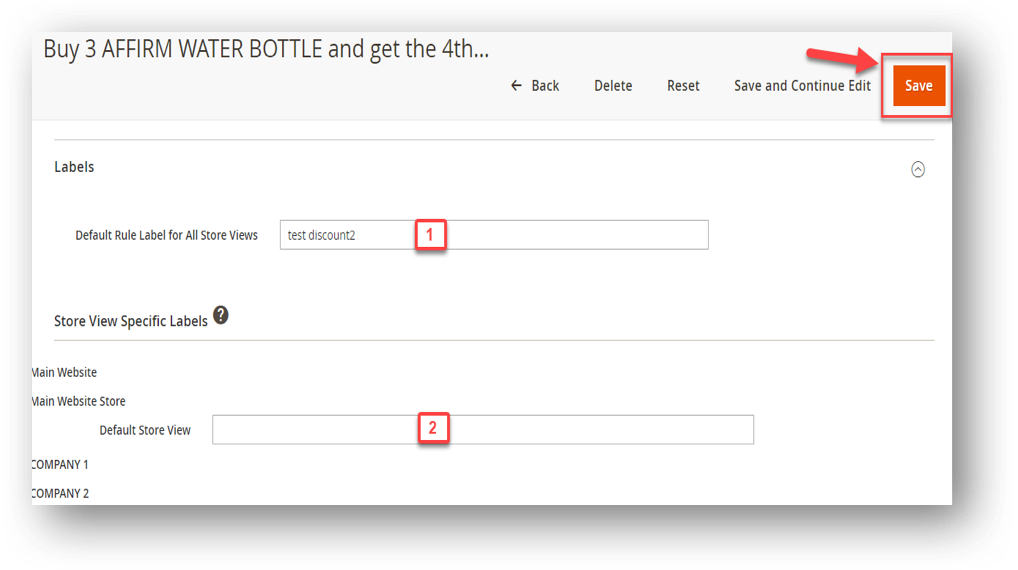 Buy 3 AFFIRM WATER BOTTLE and get the 4th...
← Back Delete Reset Save and Continue Edit Save
Labels
Default Rule Label for All Store Views test discount2 1
Store View Specific Labels ?
Main Website
Main Website Store
Default Store View 2
COMPANY 1
COMPANY 2